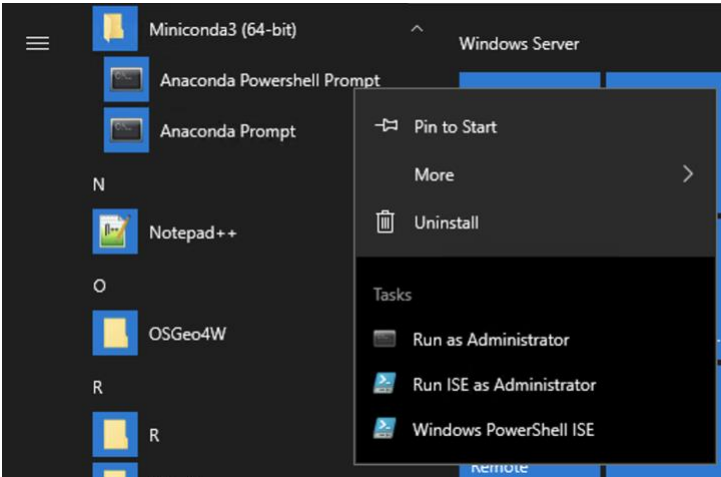 Miniconda3 (64-bit)
Windows Server
Anaconda Powershell Prompt
Anaconda Prompt
Pin to Start
N
More
Notepad++
Uninstall
O
Tasks
OSGeo4W
Run as Administrator
R
Run ISE as Administrator
R
Windows PowerShell ISE
Remote